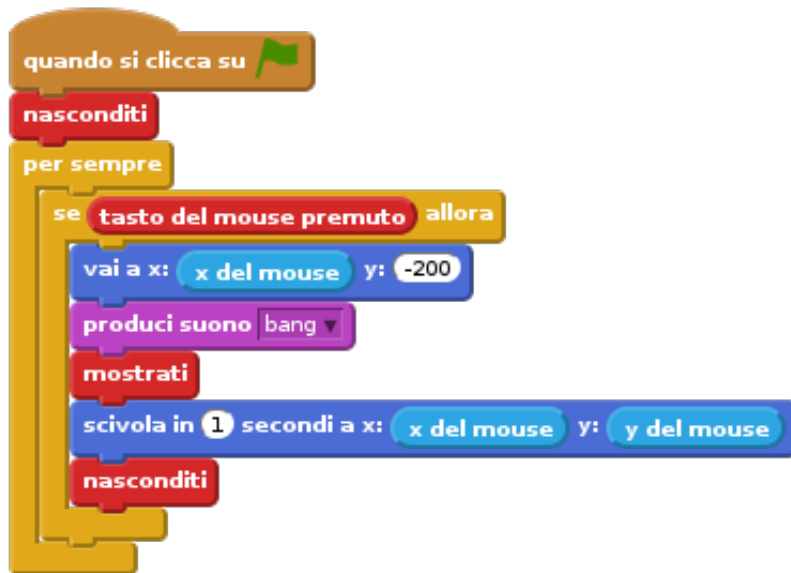 quando si clicca su
nasconditi
per sempre
se tasto del mouse premuto allora
vai a x: x del mouse y: -200
produci suono bang
mostrati
scivola in 1 secondi a x: x del mouse y: y del mouse
nasconditi